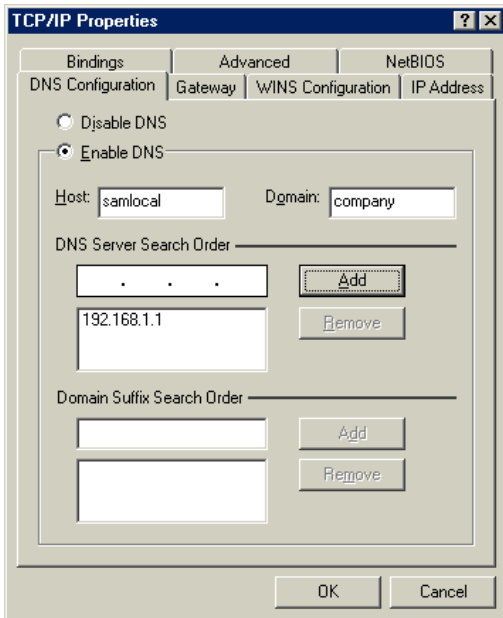 TCP/IP Properties
Bindings Advanced NetBIOS
DNS Configuration Gateway WINS Configuration IP Address
Disable DNS
Enable DNS
Host: samlocal Domain: company
DNS Server Search Order
. . . Add
192.168.1.1 Remove
Domain Suffix Search Order
Add
Remove
OK Cancel